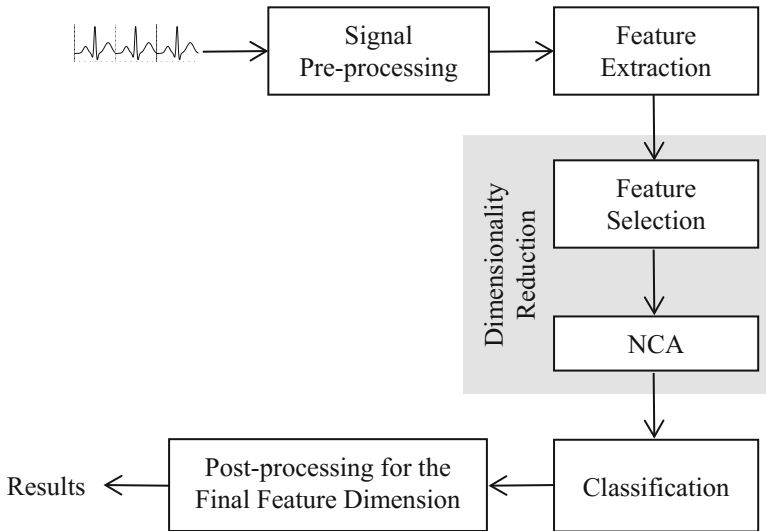 Signal
Pre-processing
Feature
Extraction
Dimensionality
Reduction
Feature
Selection
NCA
Classification
Post-processing for the
Final Feature Dimension
Results